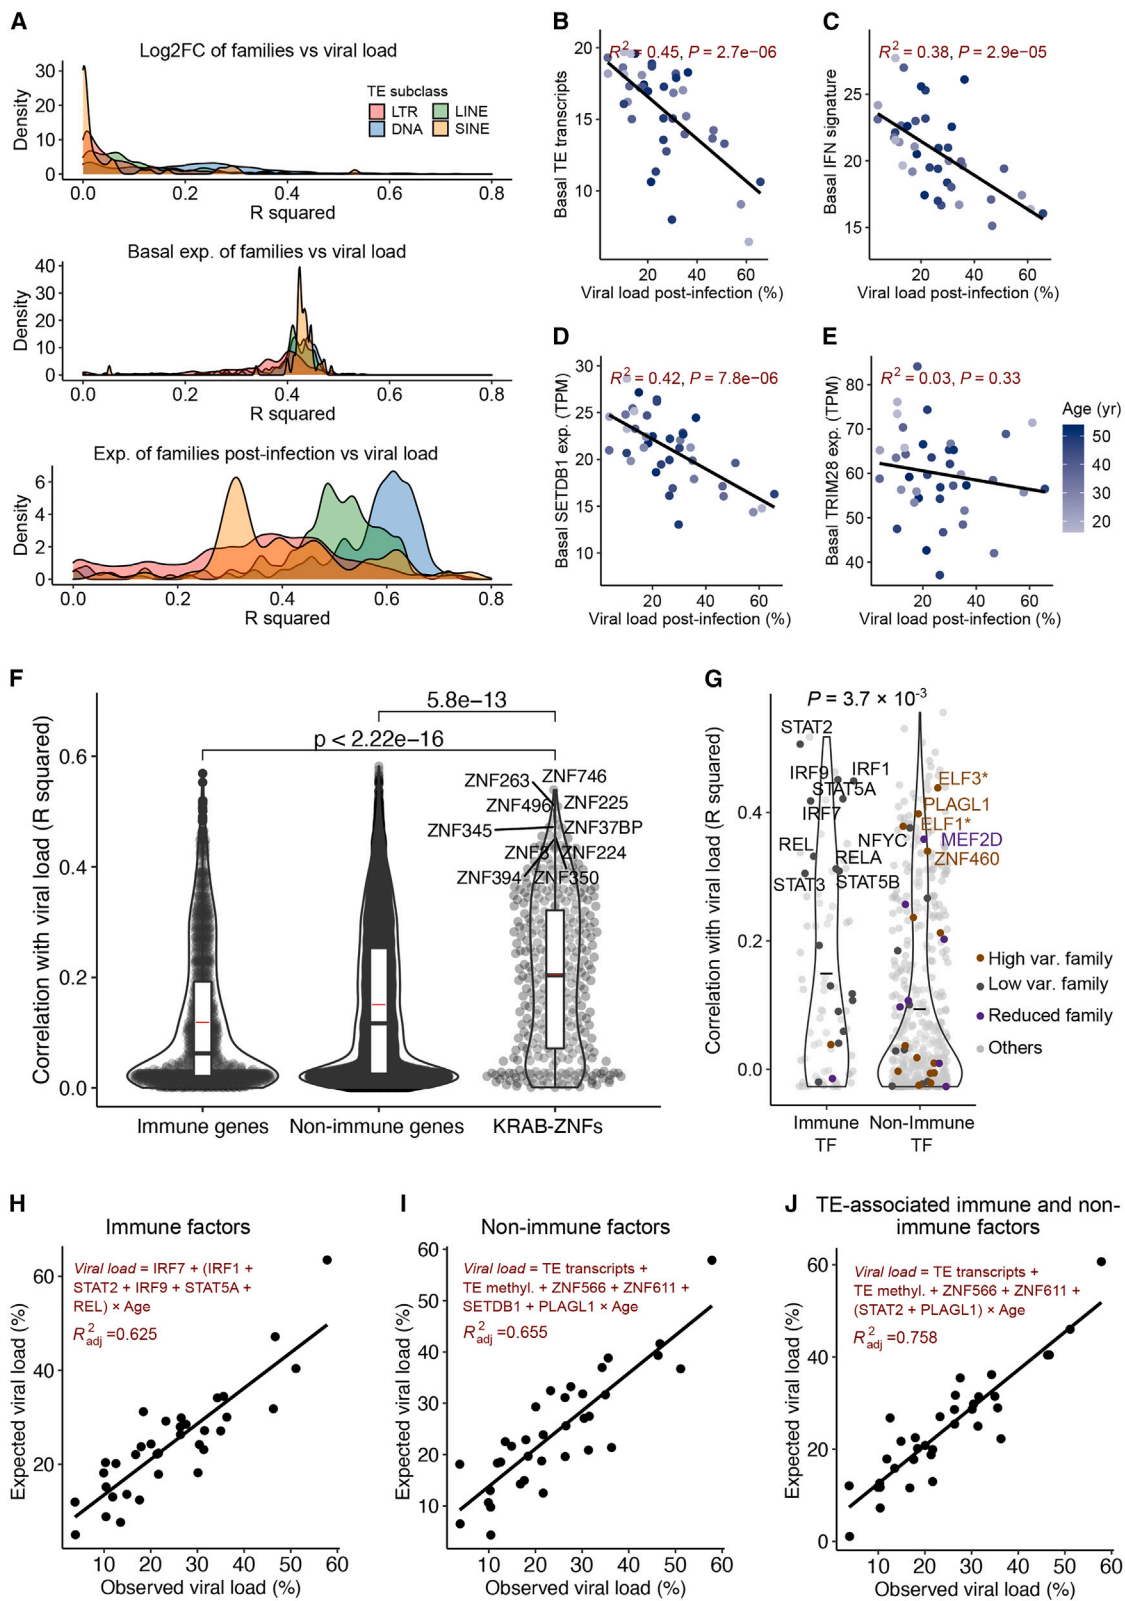 A
Log2FC of families vs viral load
Density
30
20
10
0
0.0
0.2
0.4
0.6
0.8
R squared
TE subclass
LTR
LINE
DNA
SINE
Basal exp. of families vs viral load
Density
40
30
20
10
0
0.0
0.2
0.4
0.6
0.8
R squared
Exp. of families post-infection vs viral load
Density
6
4
2
0
0.0
0.2
0.4
0.6
0.8
R squared
B
R² = 0.45, P = 2.7e−06
Basal TE transcripts
20
15
10
20
40
60
Viral load post-infection (%)
C
R² = 0.38, P = 2.9e−05
Basal IFN signature
25
20
15
20
40
60
Viral load post-infection (%)
D
R² = 0.42, P = 7.8e−06
Basal SETDB1 exp. (TPM)
30
25
20
15
10
20
40
60
Viral load post-infection (%)
E
R² = 0.03, P = 0.33
Basal TRIM28 exp. (TPM)
80
70
60
50
40
20
40
60
Viral load post-infection (%)
Age (yr)
50
40
30
20
F
5.8e−13
p < 2.22e−16
Correlation with viral load (R squared)
0.6
0.4
0.2
0.0
ZNF263
ZNF746
ZNF496
ZNF225
ZNF345
ZNF37BP
ZNF3
ZNF224
ZNF394
ZNF350
Immune genes
Non-immune genes
KRAB-ZNFs
G
P = 3.7 × 10⁻³
Correlation with viral load (R squared)
0.4
0.2
0.0
STAT2
IRF9
IRF1
STAT5A
IRF7
REL
RELA
STAT3
STAT5B
ELF3*
PLAGL1
ELF1*
NFYC
MEF2D
ZNF460
High var. family
Low var. family
Reduced family
Others
Immune
TF
Non-Immune
TF
H
Immune factors
Viral load = IRF7 + (IRF1 +
STAT2 + IRF9 + STAT5A +
REL) × Age
R²adj =0.625
Expected viral load (%)
60
40
20
10
20
30
40
50
60
Observed viral load (%)
I
Non-immune factors
Viral load = TE transcripts +
TE methyl. + ZNF566 + ZNF611 +
SETDB1 + PLAGL1 × Age
R²adj =0.655
Expected viral load (%)
60
50
40
30
20
10
10
20
30
40
50
60
Observed viral load (%)
J
TE-associated immune and non-
immune factors
Viral load = TE transcripts +
TE methyl. + ZNF566 + ZNF611 +
(STAT2 + PLAGL1) × Age
R²adj =0.758
Expected viral load (%)
60
40
20
0
10
20
30
40
50
60
Observed viral load (%)